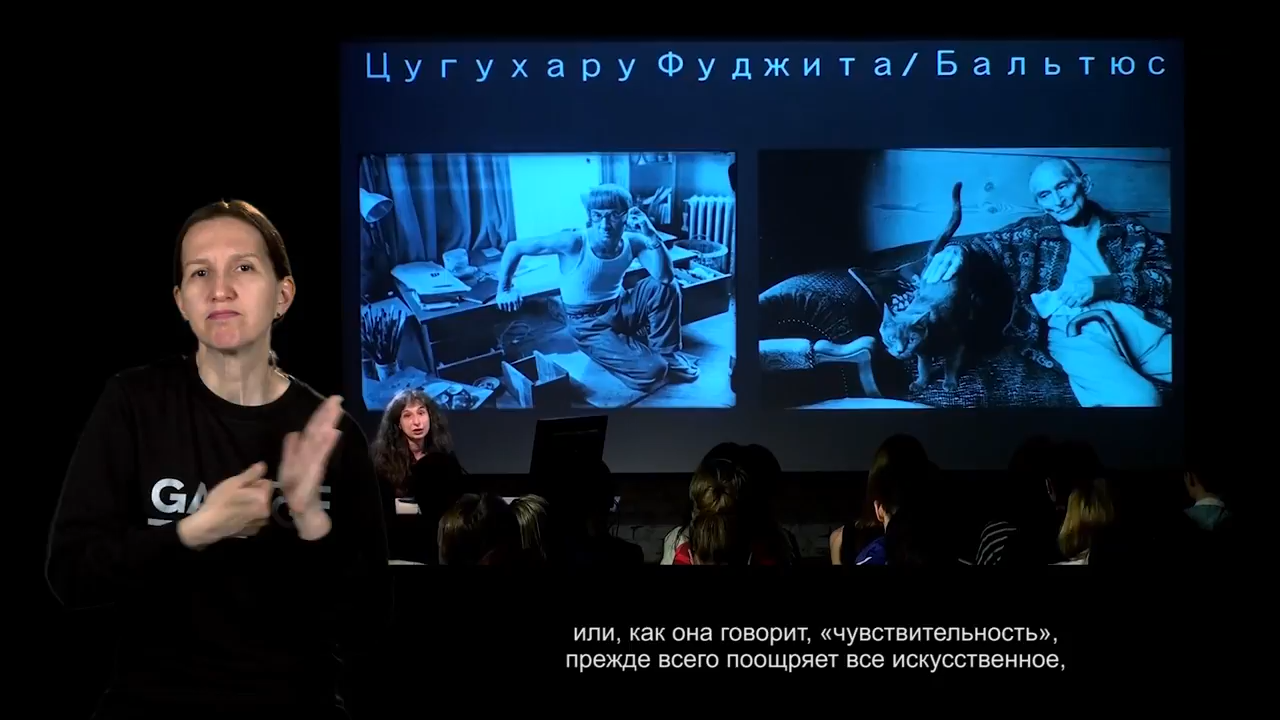 Цугухару Фуджита/Бальтюс
или, как она говорит, «чувствительность»,
прежде всего поощряет все искусственное,